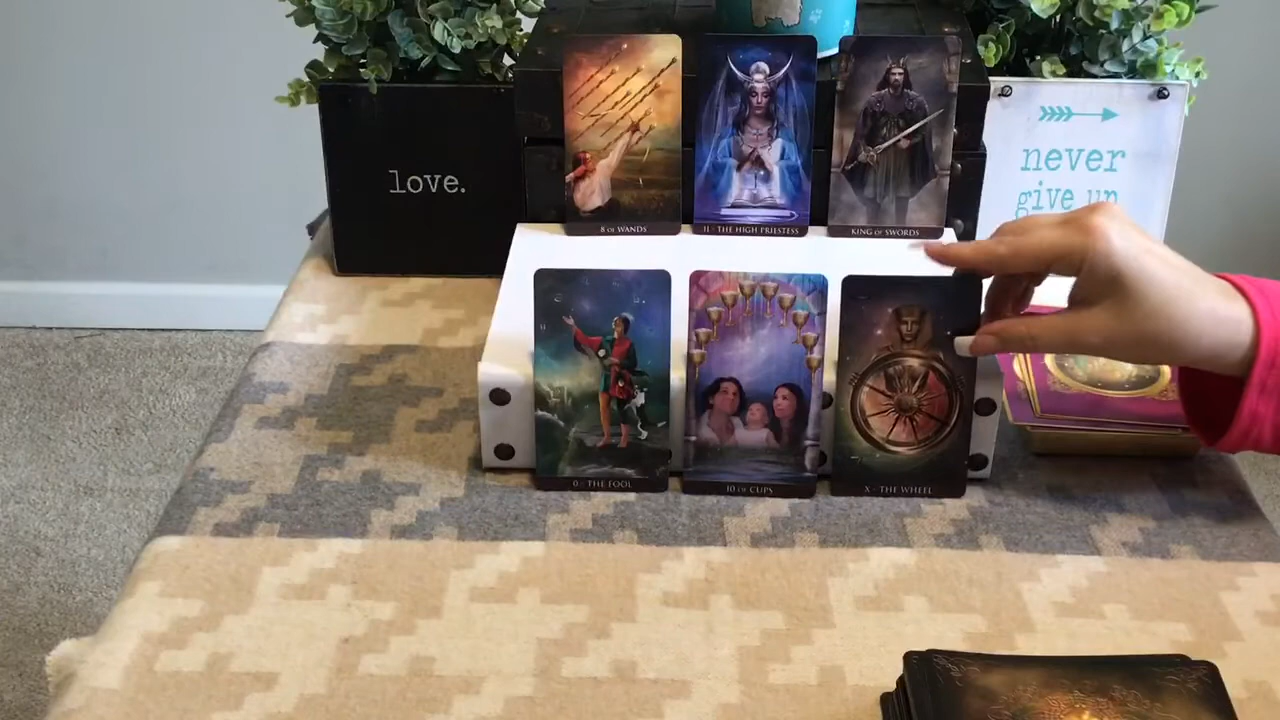 love.
never
give up
8 OF WANDS
II - THE HIGH PRIESTESS
KING OF SWORDS
0 - THE FOOL
10 OF CUPS
X - THE WHEEL